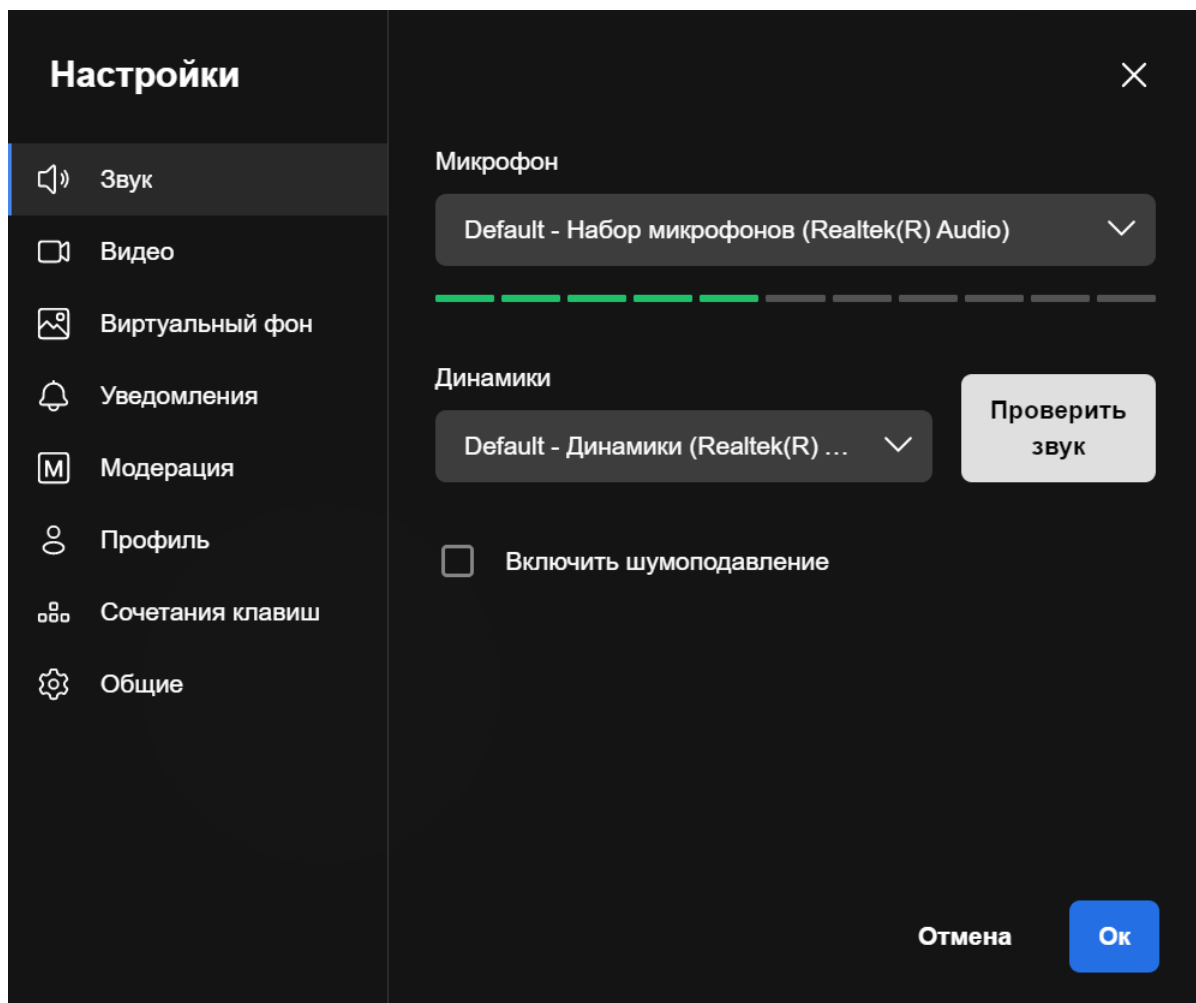 Настройки
Звук
Видео
Виртуальный фон
Уведомления
M Модерация
Профиль
Сочетания клавиш
Общие
Микрофон
Default - Набор микрофонов (Realtek(R) Audio)
Динамики
Default - Динамики (Realtek(R) ...
Проверить
звук
Включить шумоподавление
Отмена
Ок